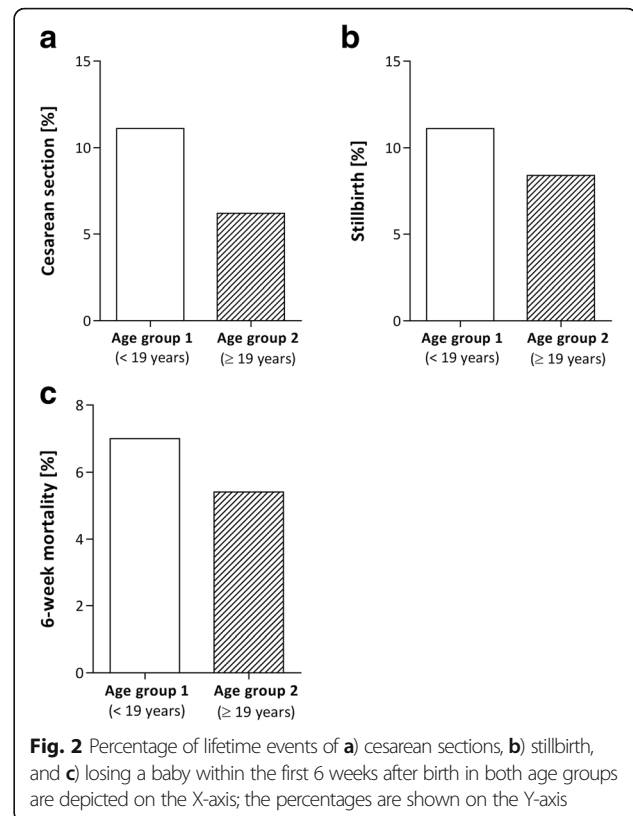 a
15
10
5
0
Cesarean section [%]
Age group 1
(< 19 years)
Age group 2
(≥ 19 years)
b
15
10
5
0
Stillbirth [%]
Age group 1
(< 19 years)
Age group 2
(≥ 19 years)
c
8
6
4
2
0
6-week mortality [%]
Age group 1
(< 19 years)
Age group 2
(≥ 19 years)
Fig. 2 Percentage of lifetime events of a) cesarean sections, b) stillbirth,
and c) losing a baby within the first 6 weeks after birth in both age groups
are depicted on the X-axis; the percentages are shown on the Y-axis